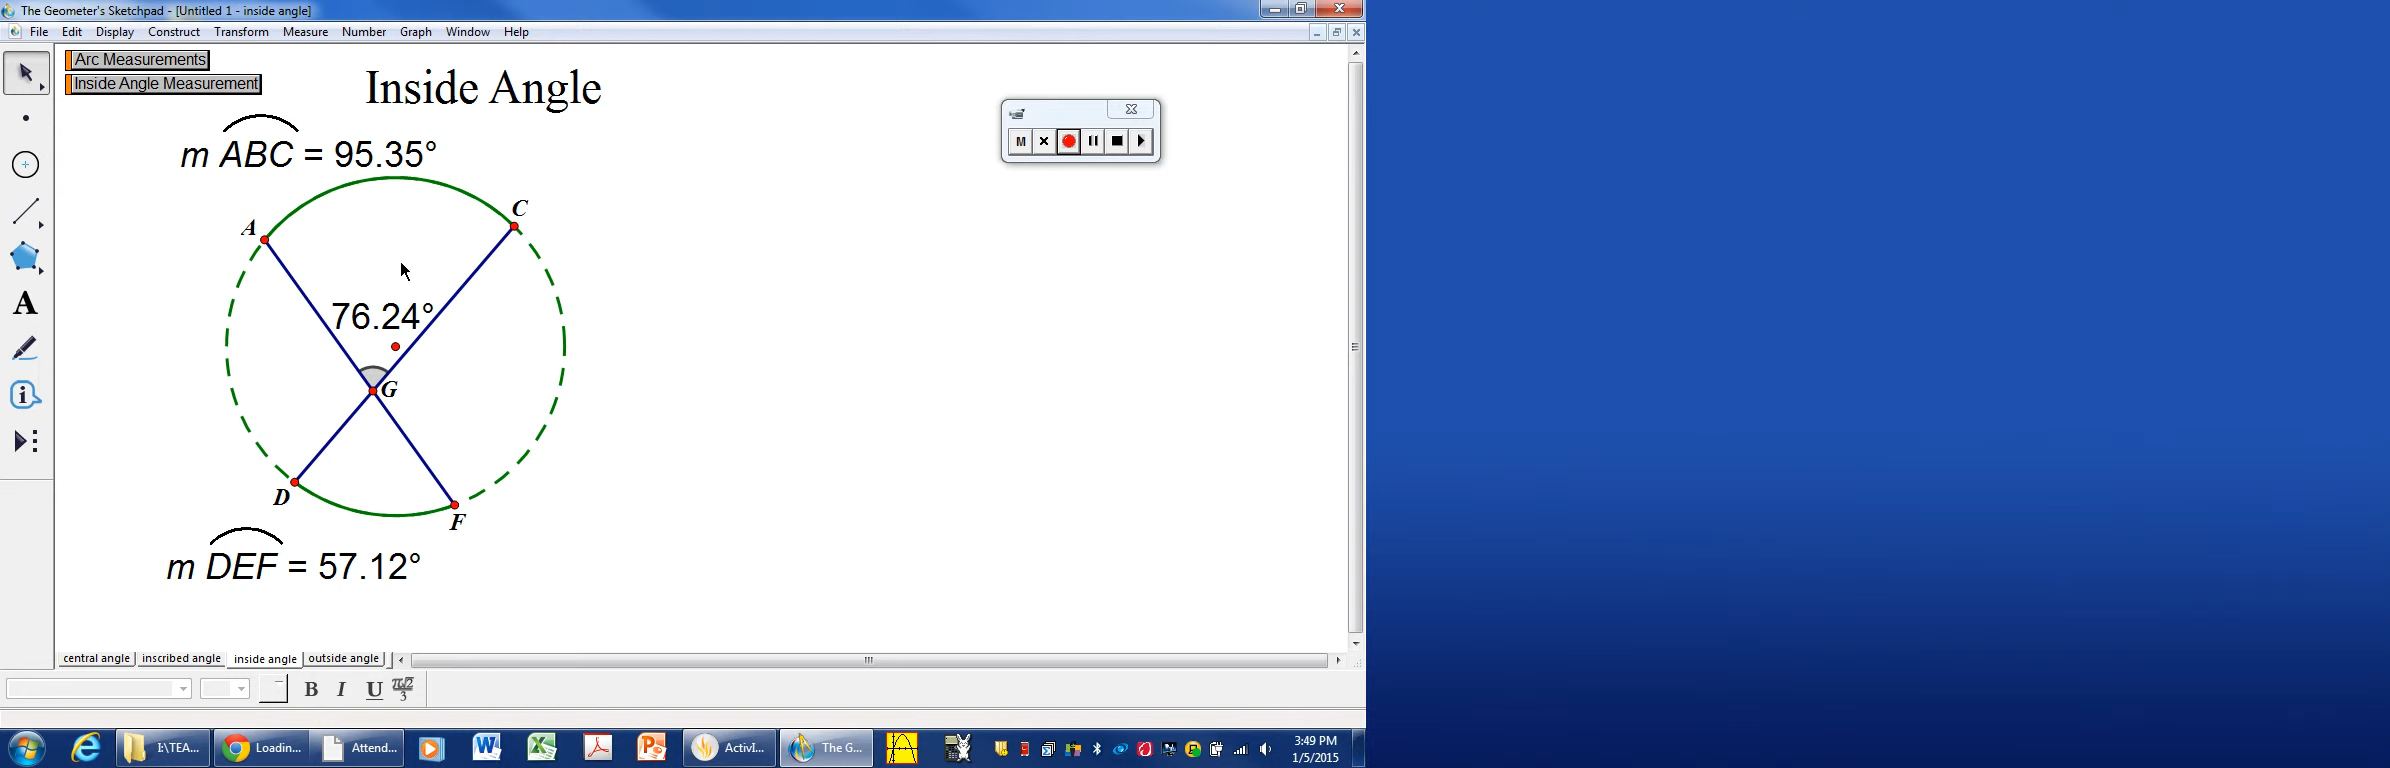 The Geometer's Sketchpad - [Untitled 1 - inside angle]
File Edit Display Construct Transform Measure Number Graph Window Help
Arc Measurements
Inside Angle Measurement
Inside Angle
M
m ABC = 95.35°
C
A
76.24°
G
D
F
m DEF = 57.12°
A
central angle inscribed angle inside angle outside angle
B I U
I:\TEA... Loadin... Attend... ActivI... The G...
3:49 PM
1/5/2015